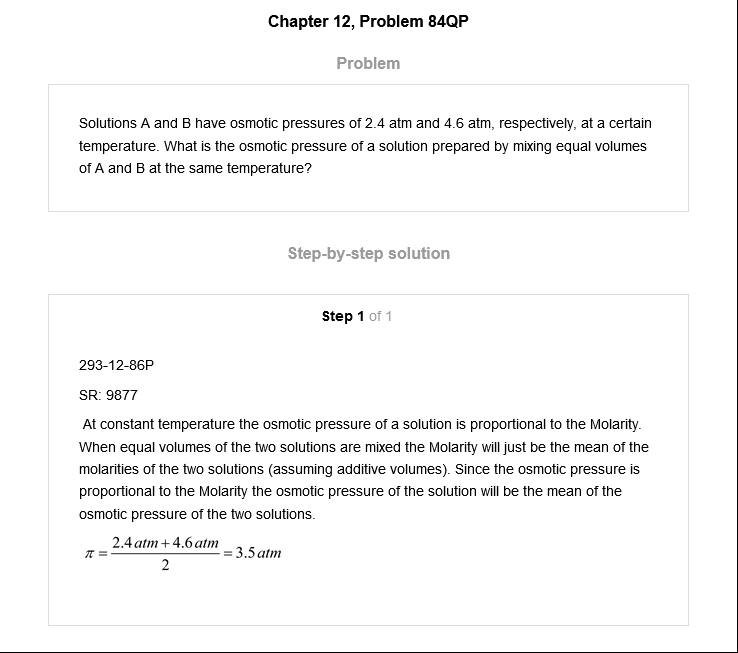 Chapter 12, Problem 84QP
Problem
Solutions A and B have osmotic pressures of 2.4 atm and 4.6 atm, respectively, at a certain
temperature. What is the osmotic pressure of a solution prepared by mixing equal volumes
of A and B at the same temperature?
Step-by-step solution
Step 1 of 1
293-12-86P
SR: 9877
At constant temperature the osmotic pressure of a solution is proportional to the Molarity.
When equal volumes of the two solutions are mixed the Molarity will just be the mean of the
molarities of the two solutions (assuming additive volumes). Since the osmotic pressure is
proportional to the Molarity the osmotic pressure of the solution will be the mean of the
osmotic pressure of the two solutions.
π = (2.4 atm + 4.6 atm) / 2 = 3.5 atm